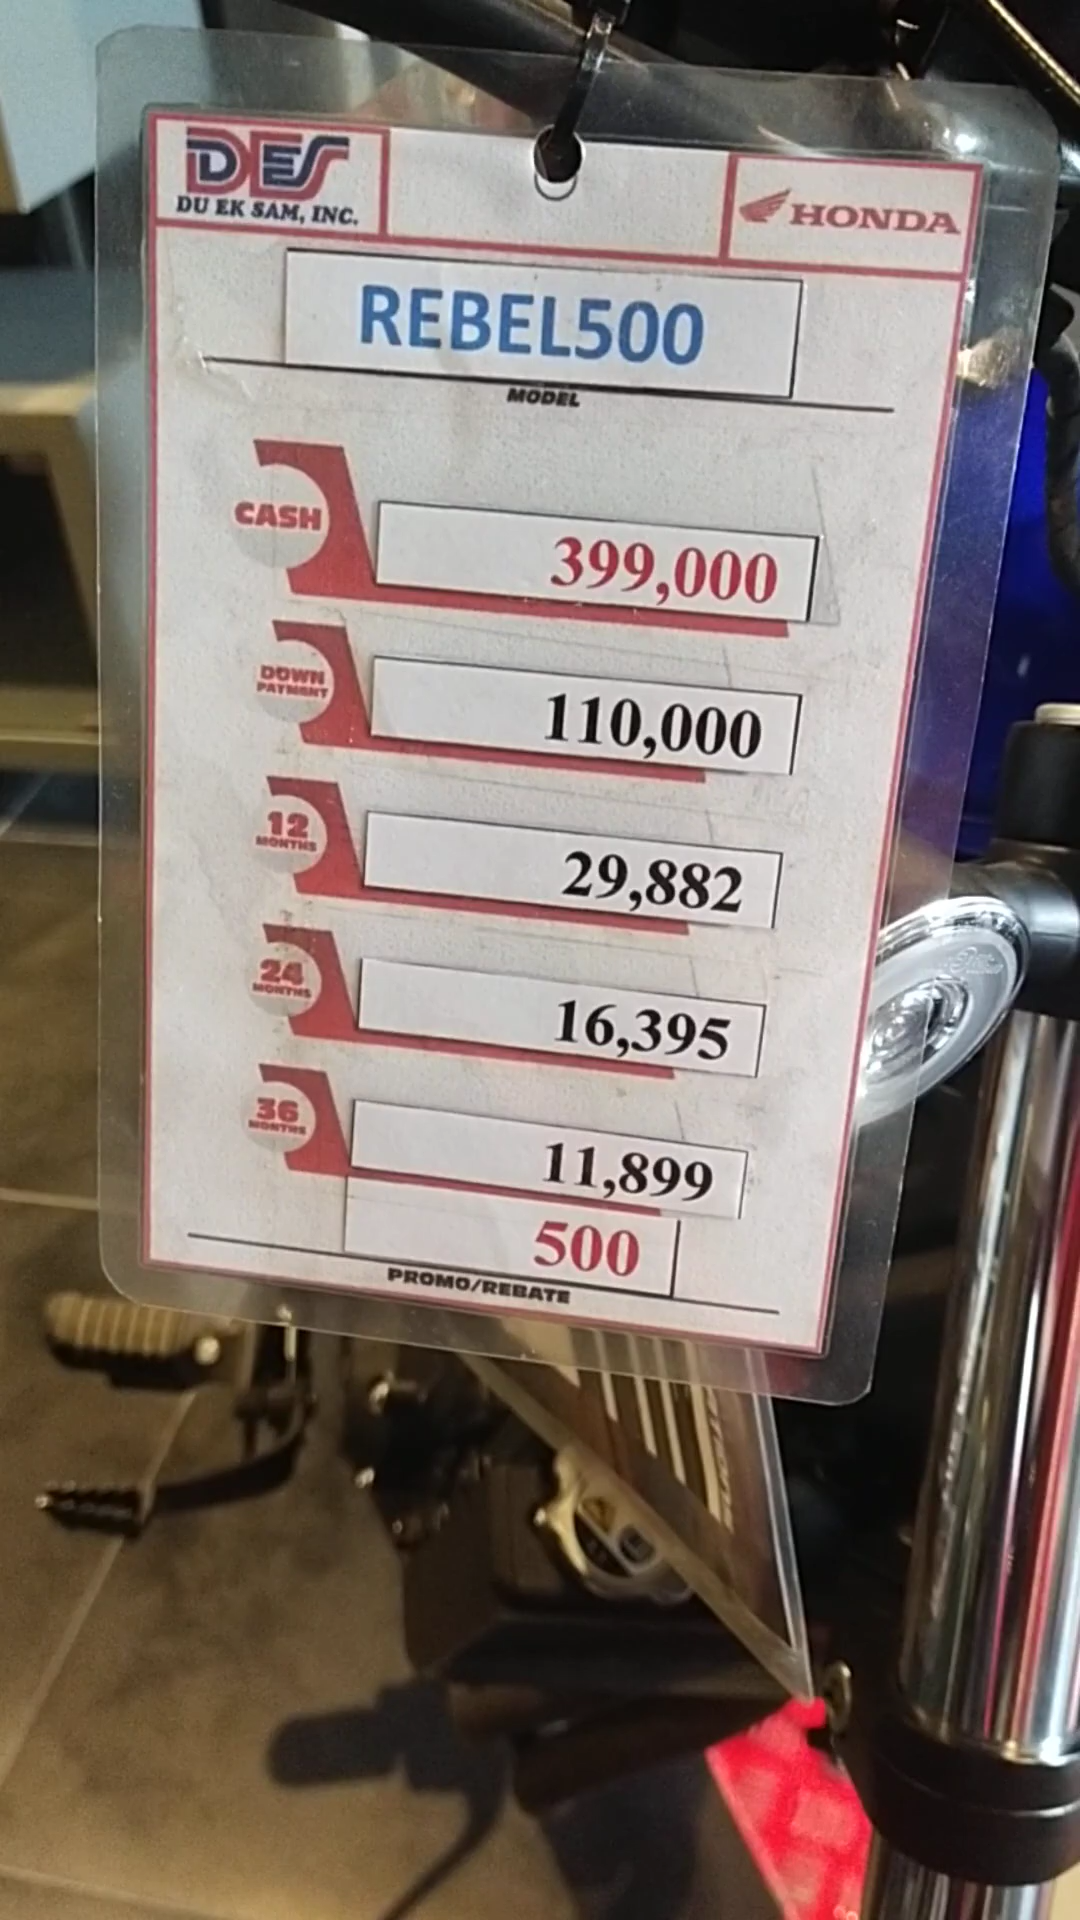 DES
DU EK SAM, INC.
HONDA
REBEL500
MODEL
CASH
399,000
DOWN
PAYMENT
110,000
12
MONTHS
29,882
24
MONTHS
16,395
36
MONTHS
11,899
500
PROMO/REBATE